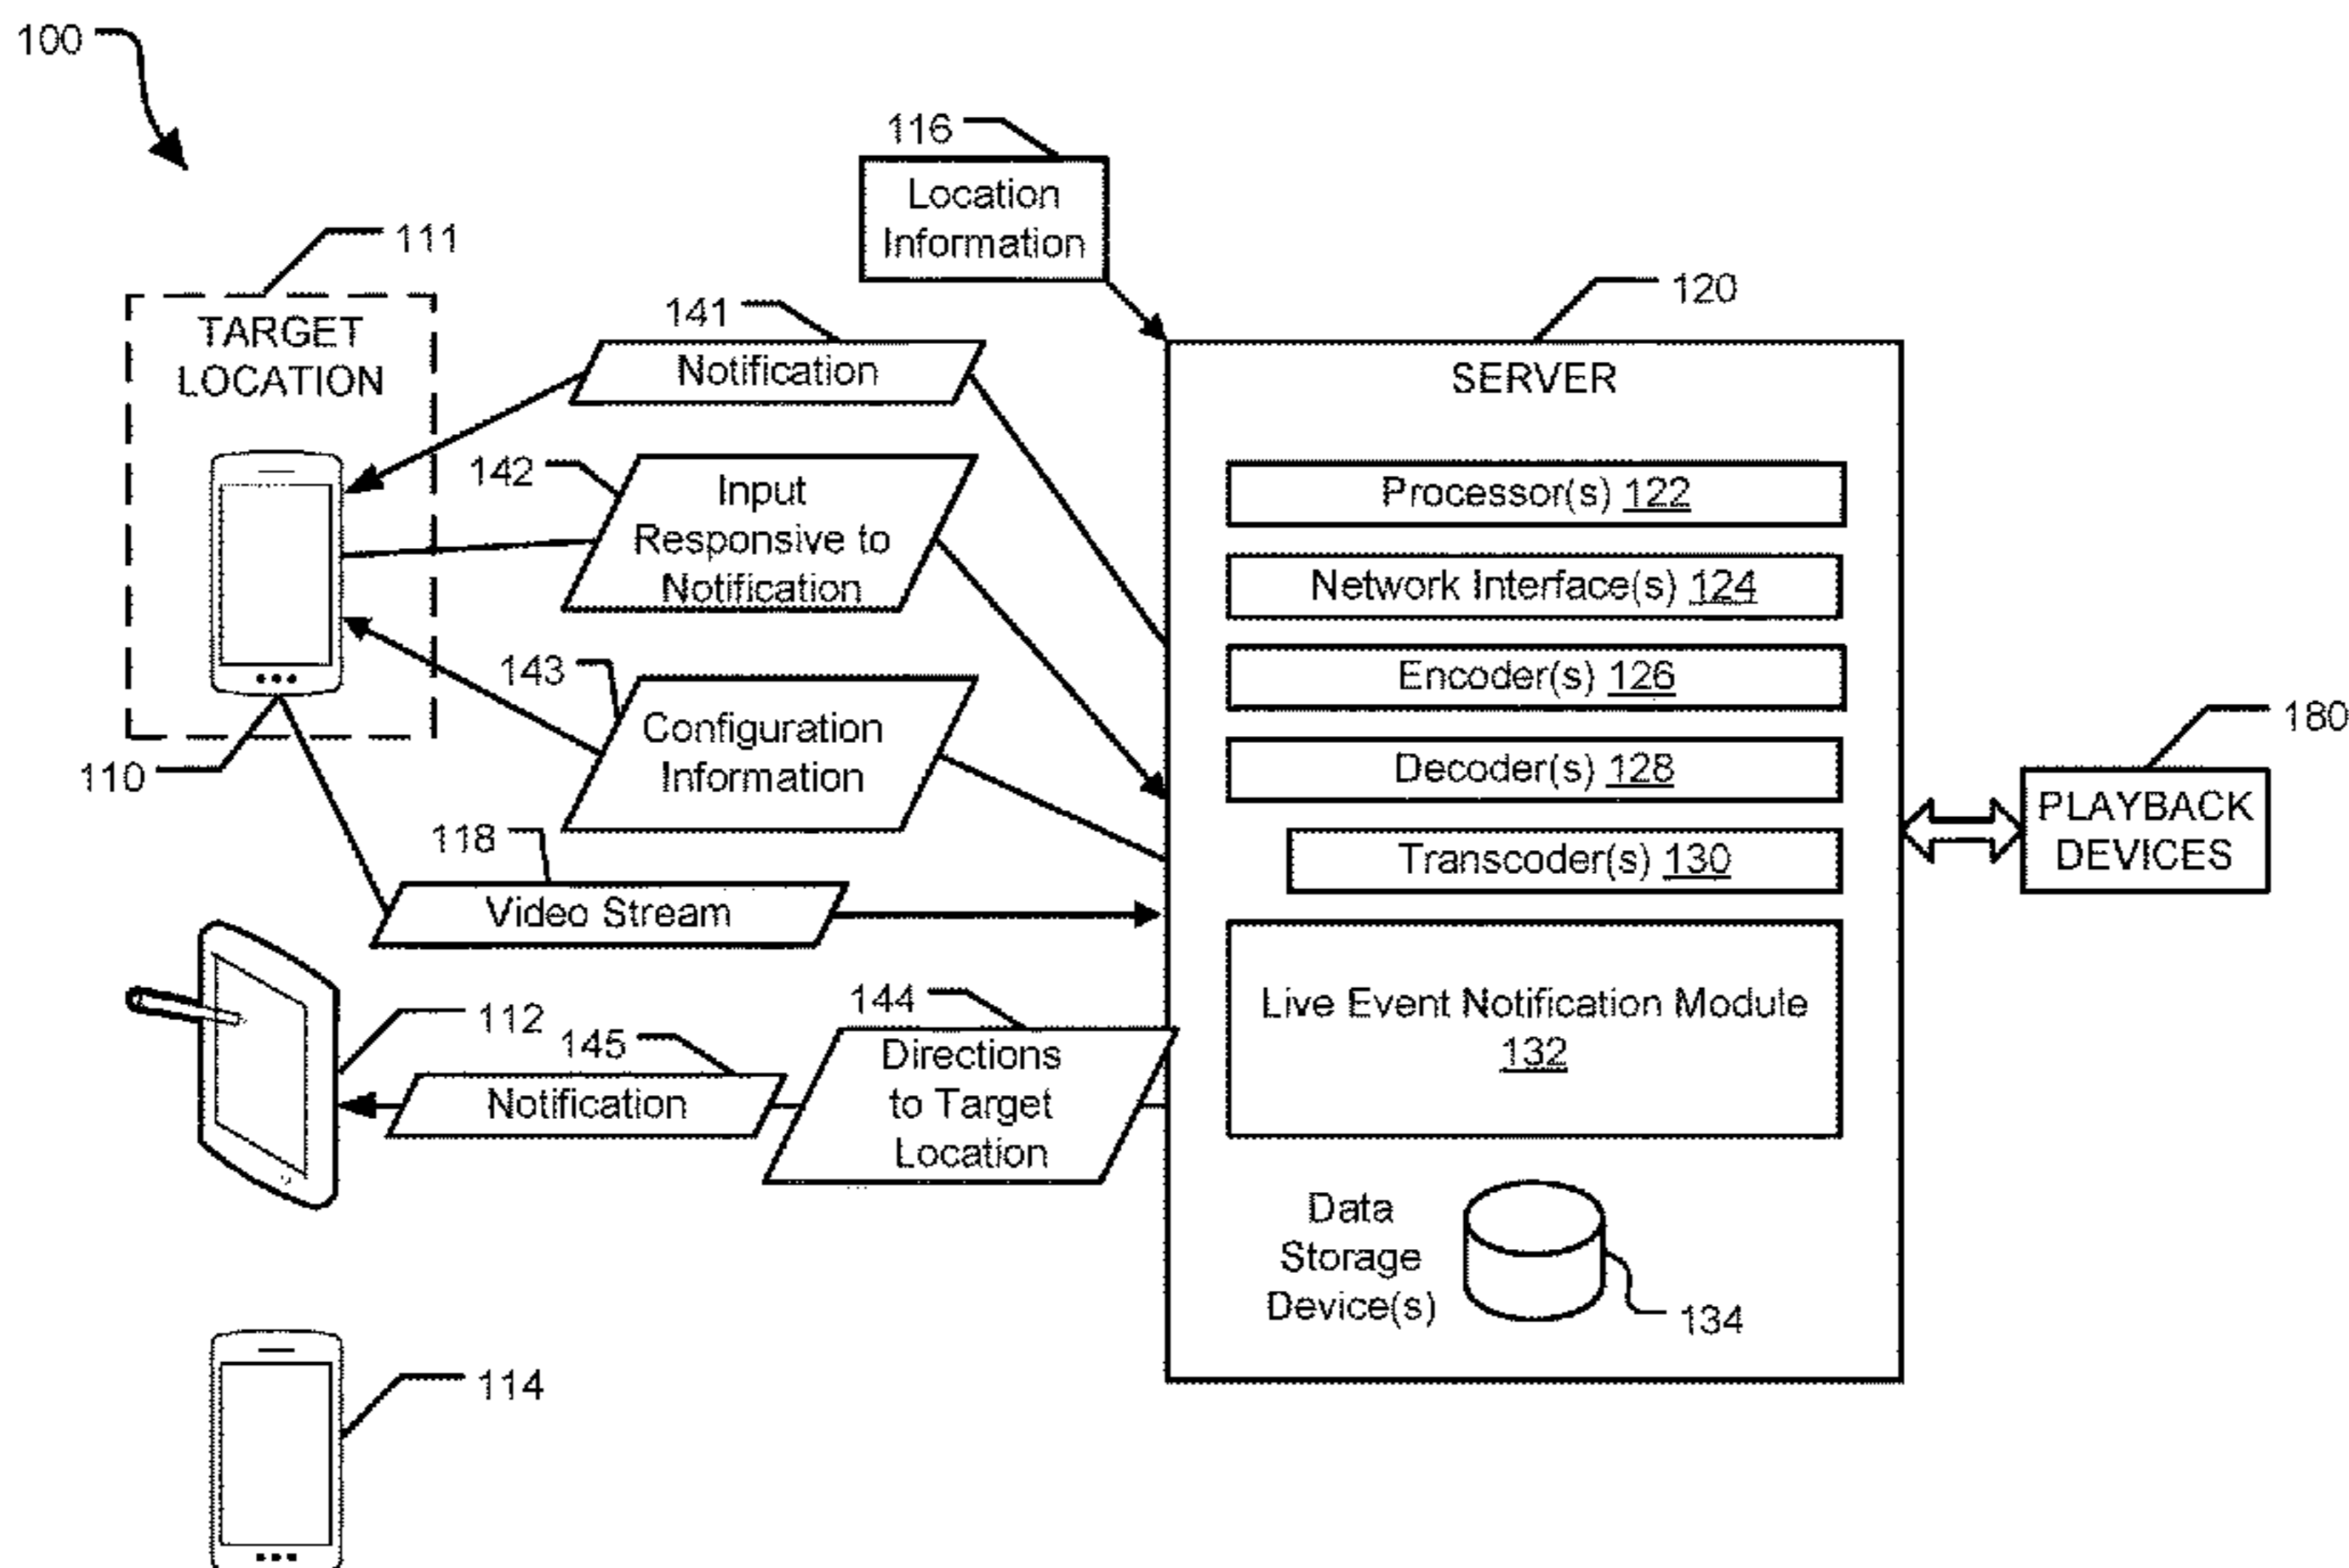 100
116
Location
Information
111
TARGET
LOCATION
141
Notification
120
SERVER
142
Input
Responsive to
Notification
Processor(s) 122
Network Interface(s) 124
143
Configuration
Information
Encoder(s) 126
180
110
Decoder(s) 128
PLAYBACK
DEVICES
118
Video Stream
Transcoder(s) 130
112
145
Notification
144
Directions
to Target
Location
Live Event Notification Module
132
Data
Storage
Device(s)
134
114